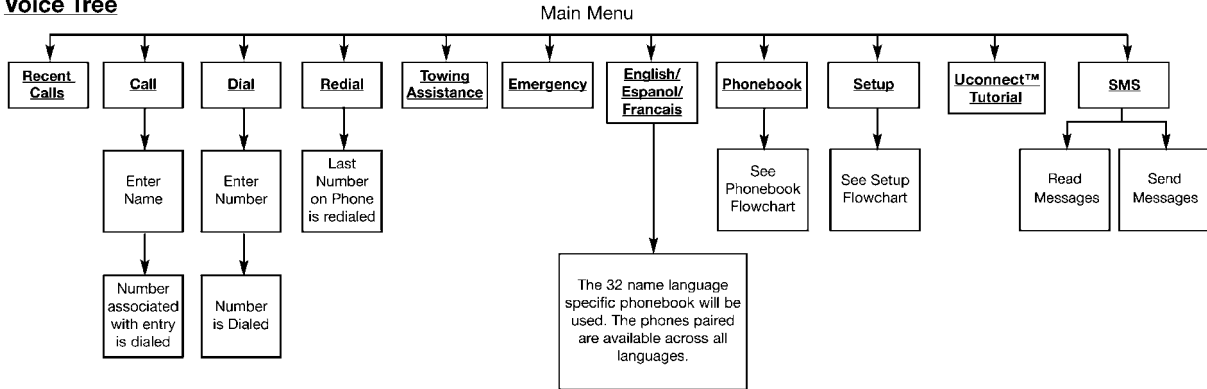 Voice Tree
Main Menu
Recent
Calls
Call
Dial
Redial
Towing
Assistance
Emergency
English/
Espanol/
Francais
Phonebook
Setup
Uconnect™
Tutorial
SMS
Enter
Name
Enter
Number
Last
Number
on Phone
is redialed
See
Phonebook
Flowchart
See Setup
Flowchart
Read
Messages
Send
Messages
Number
associated
with entry
is dialed
Number
is Dialed
The 32 name language
specific phonebook will be
used. The phones paired
are available across all
languages.